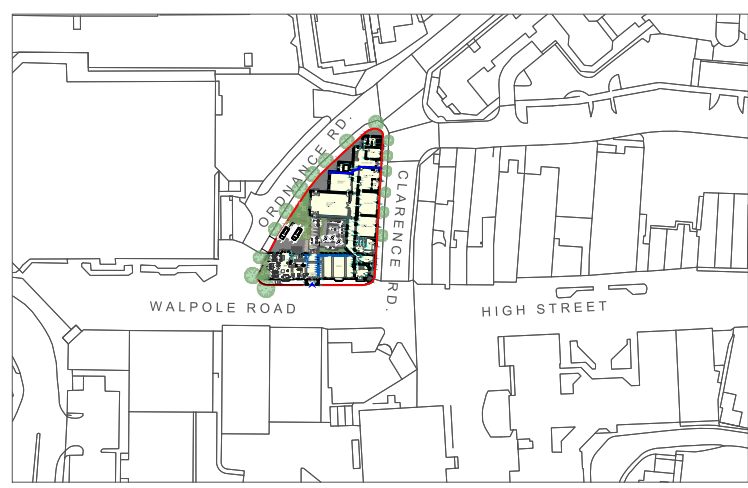 ORDNANCE RD.
CLARENCE RD.
WALPOLE ROAD
HIGH STREET